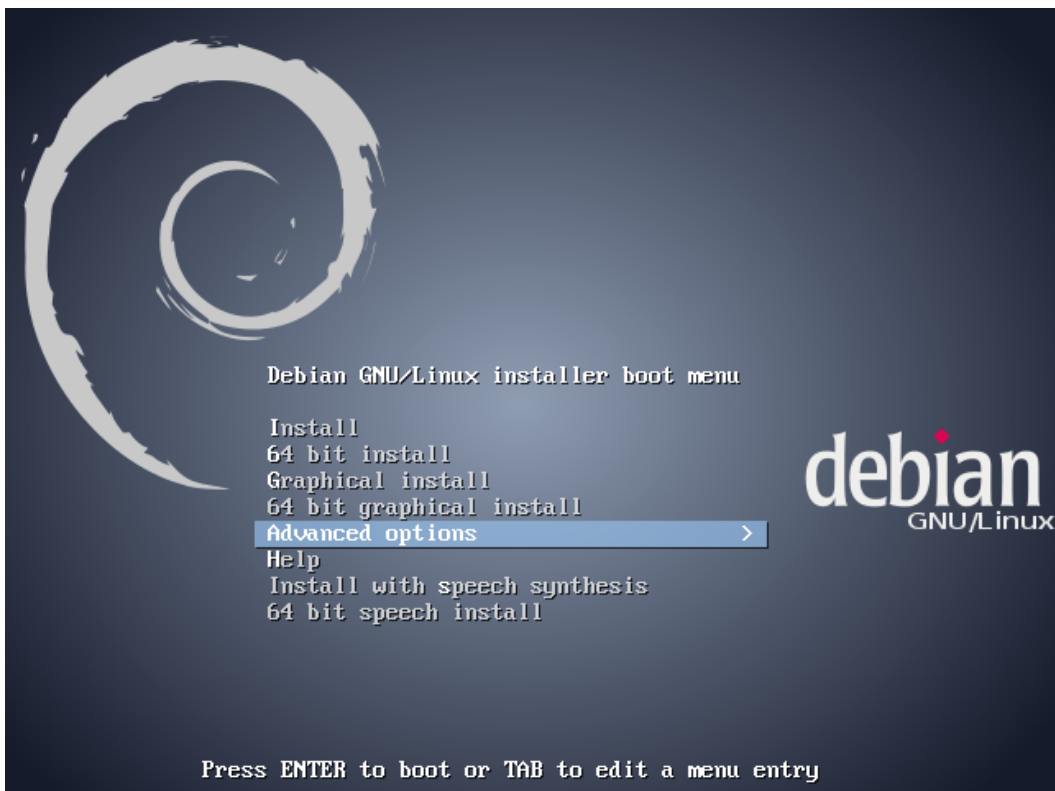 Debian GNU/Linux installer boot menu
Install
64 bit install
Graphical install
64 bit graphical install
Advanced options >
Help
Install with speech synthesis
64 bit speech install
debian
GNU/Linux
Press ENTER to boot or TAB to edit a menu entry